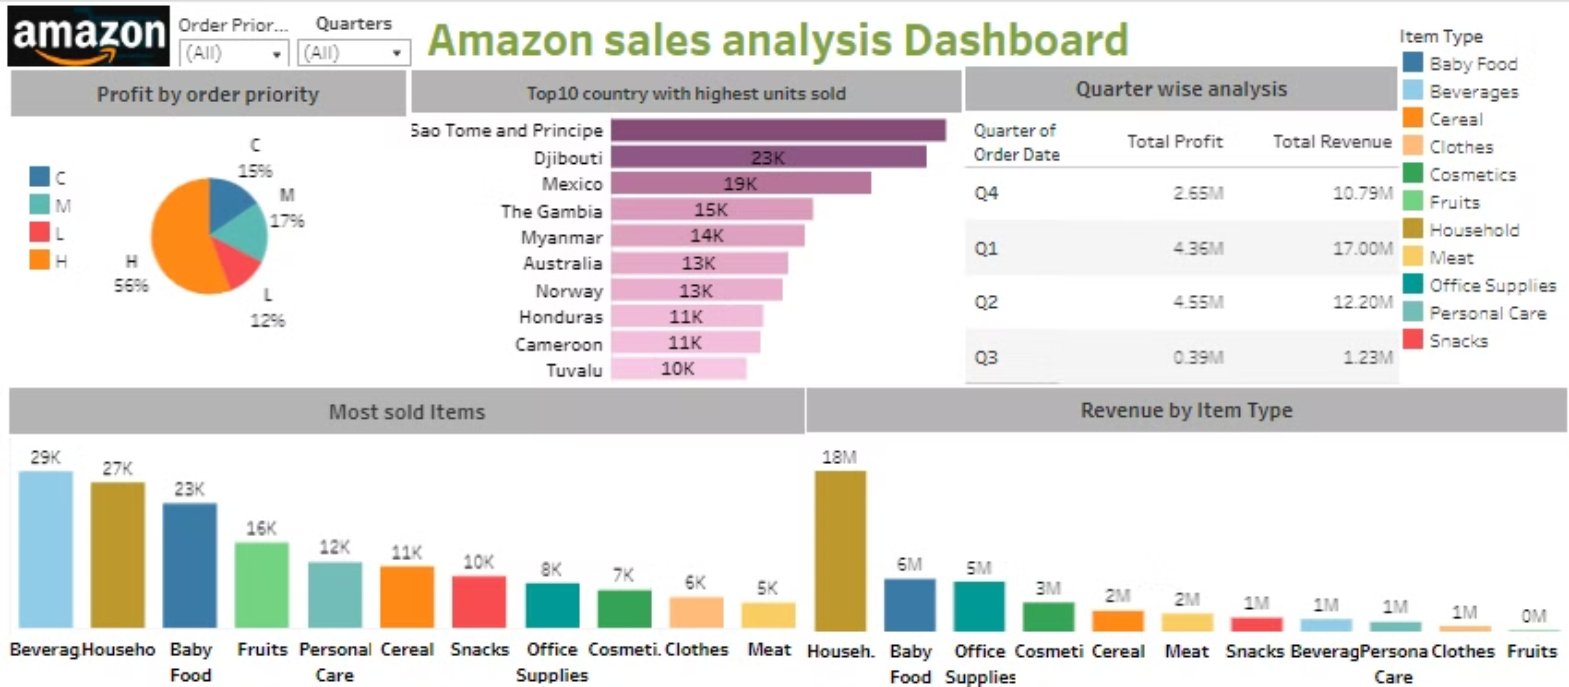 amazon
Order Prior...
(All)
Quarters
(All)
Amazon sales analysis Dashboard
Profit by order priority
C
M
L
H
C
15%
M
17%
H
56%
L
12%
Top10 country with highest units sold
Sao Tome and Principe
Djibouti 23K
Mexico 19K
The Gambia 15K
Myanmar 14K
Australia 13K
Norway 13K
Honduras 11K
Cameroon 11K
Tuvalu 10K
Quarter wise analysis
Quarter of
Order Date Total Profit Total Revenue
Q4 2.65M 10.79M
Q1 4.36M 17.00M
Q2 4.55M 12.20M
Q3 0.39M 1.23M
Item Type
Baby Food
Beverages
Cereal
Clothes
Cosmetics
Fruits
Household
Meat
Office Supplies
Personal Care
Snacks
Most sold Items
29K 27K 23K 16K 12K 11K 10K 8K 7K 6K 5K
Beverag Househo Baby Fruits Personal Cereal Snacks Office Cosmeti. Clothes Meat
Food Care Supplies
Revenue by Item Type
18M 6M 5M 3M 2M 2M 1M 1M 1M 1M 0M
Househ. Baby Office Cosmeti Cereal Meat Snacks Beverag Persona Clothes Fruits
Food Supplies Care